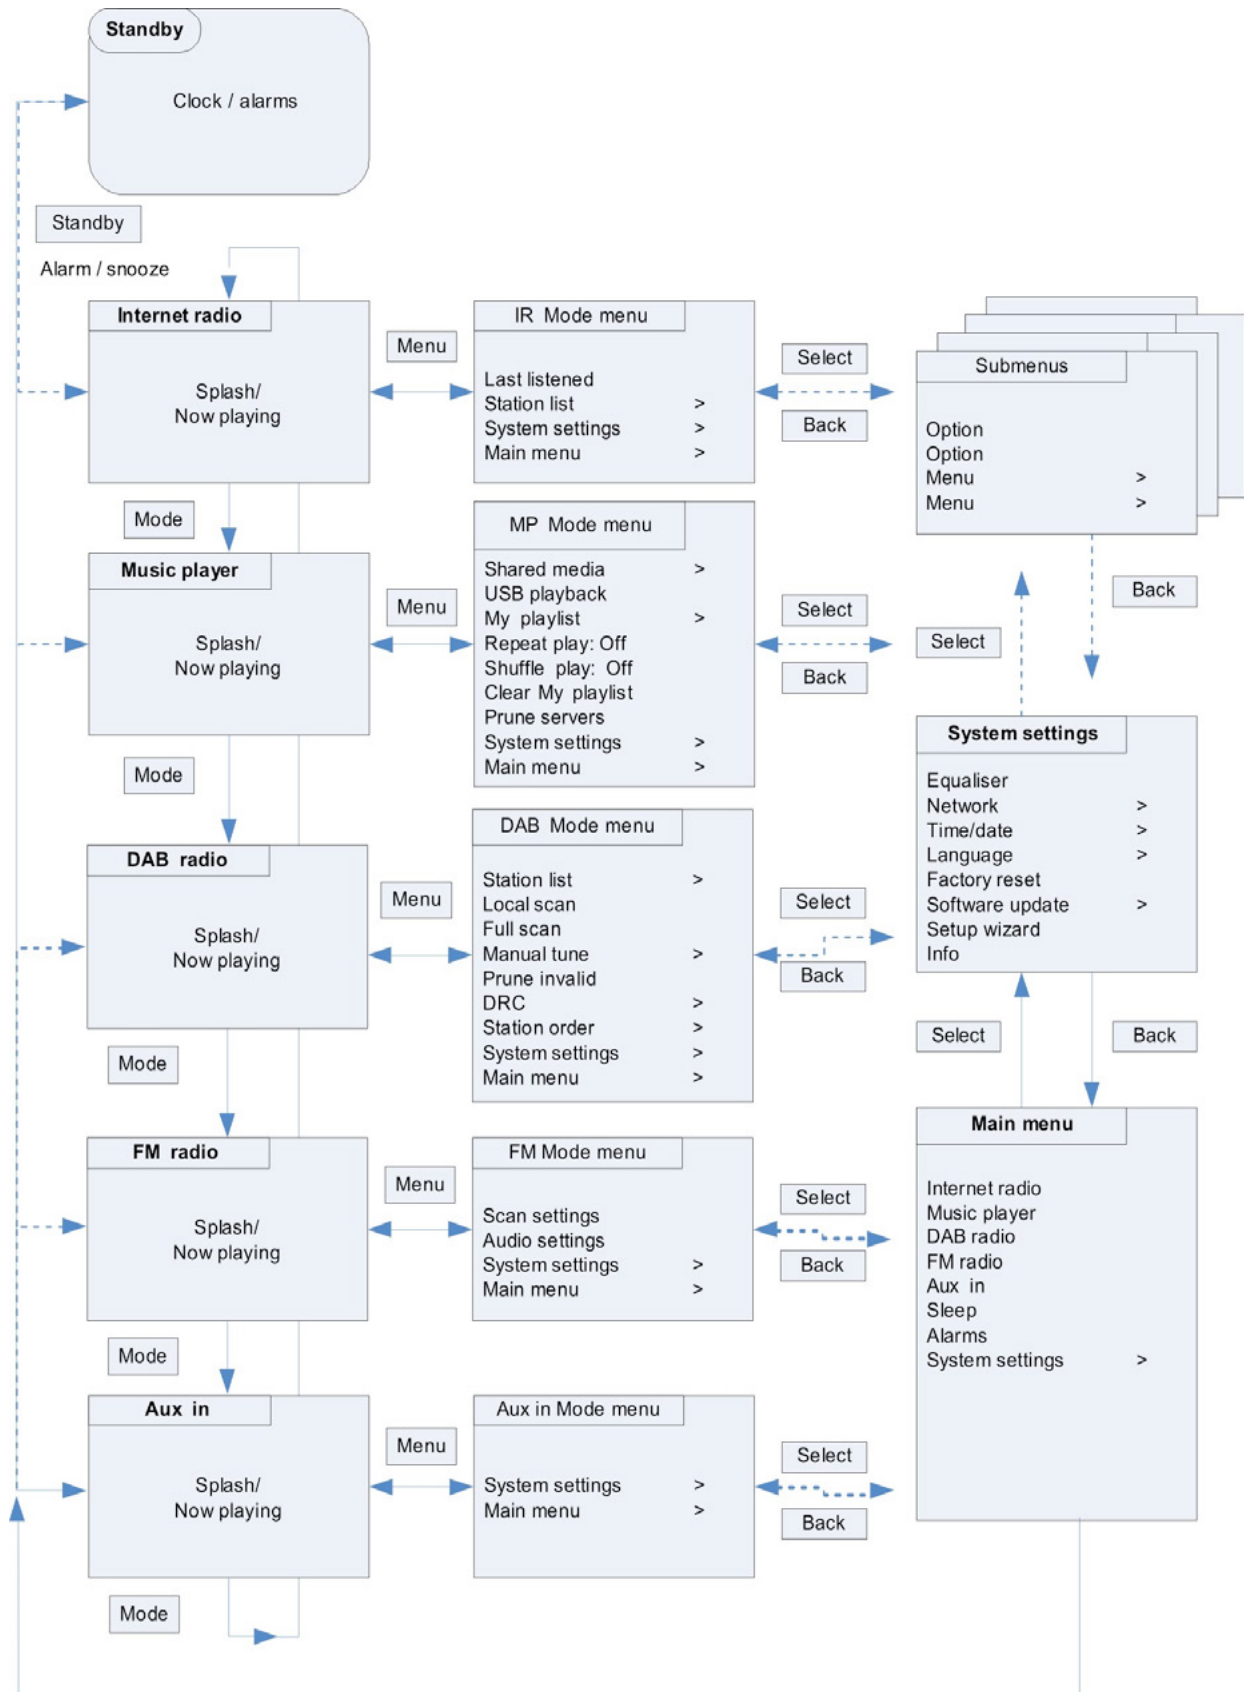 Standby
Clock / alarms
Standby
Alarm / snooze
Internet radio
Splash/
Now playing
Menu
IR Mode menu
Last listened
Station list >
System settings >
Main menu >
Select
Back
Submenus
Option
Option
Menu >
Menu >
Mode
Music player
Splash/
Now playing
Menu
MP Mode menu
Shared media >
USB playback
My playlist >
Repeat play: Off
Shuffle play: Off
Clear My playlist
Prune servers
System settings >
Main menu >
Select
Back
Select
Back
System settings
Equaliser
Network >
Time/date >
Language >
Factory reset
Software update >
Setup wizard
Info
Mode
DAB radio
Splash/
Now playing
Menu
DAB Mode menu
Station list >
Local scan
Full scan
Manual tune >
Prune invalid
DRC >
Station order >
System settings >
Main menu >
Select
Back
Select
Back
Mode
FM radio
Splash/
Now playing
Menu
FM Mode menu
Scan settings
Audio settings
System settings >
Main menu >
Select
Back
Main menu
Internet radio
Music player
DAB radio
FM radio
Aux in
Sleep
Alarms
System settings >
Mode
Aux in
Splash/
Now playing
Menu
Aux in Mode menu
System settings >
Main menu >
Select
Back
Mode